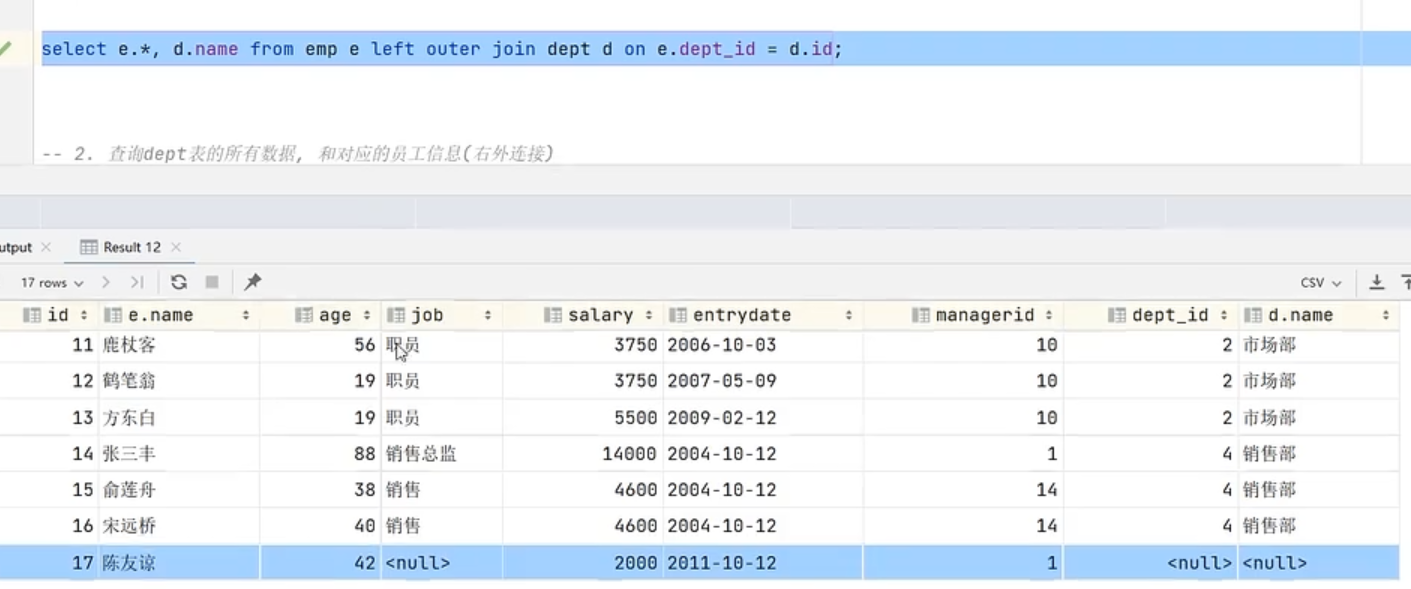 select e.*, d.name from emp e left outer join dept d on e.dept_id = d.id;
-- 2. 查询dept表的所有数据, 和对应的员工信息(右外连接)
utput Result 12
17 rows CSV
id e.name age job salary entrydate managerid dept_id d.name
11 鹿杖客 56 职员 3750 2006-10-03 10 2 市场部
12 鹤笔翁 19 职员 3750 2007-05-09 10 2 市场部
13 方东白 19 职员 5500 2009-02-12 10 2 市场部
14 张三丰 88 销售总监 14000 2004-10-12 1 4 销售部
15 俞莲舟 38 销售 4600 2004-10-12 14 4 销售部
16 宋远桥 40 销售 4600 2004-10-12 14 4 销售部
17 陈友谅 42 <null> 2000 2011-10-12 1 <null> <null>